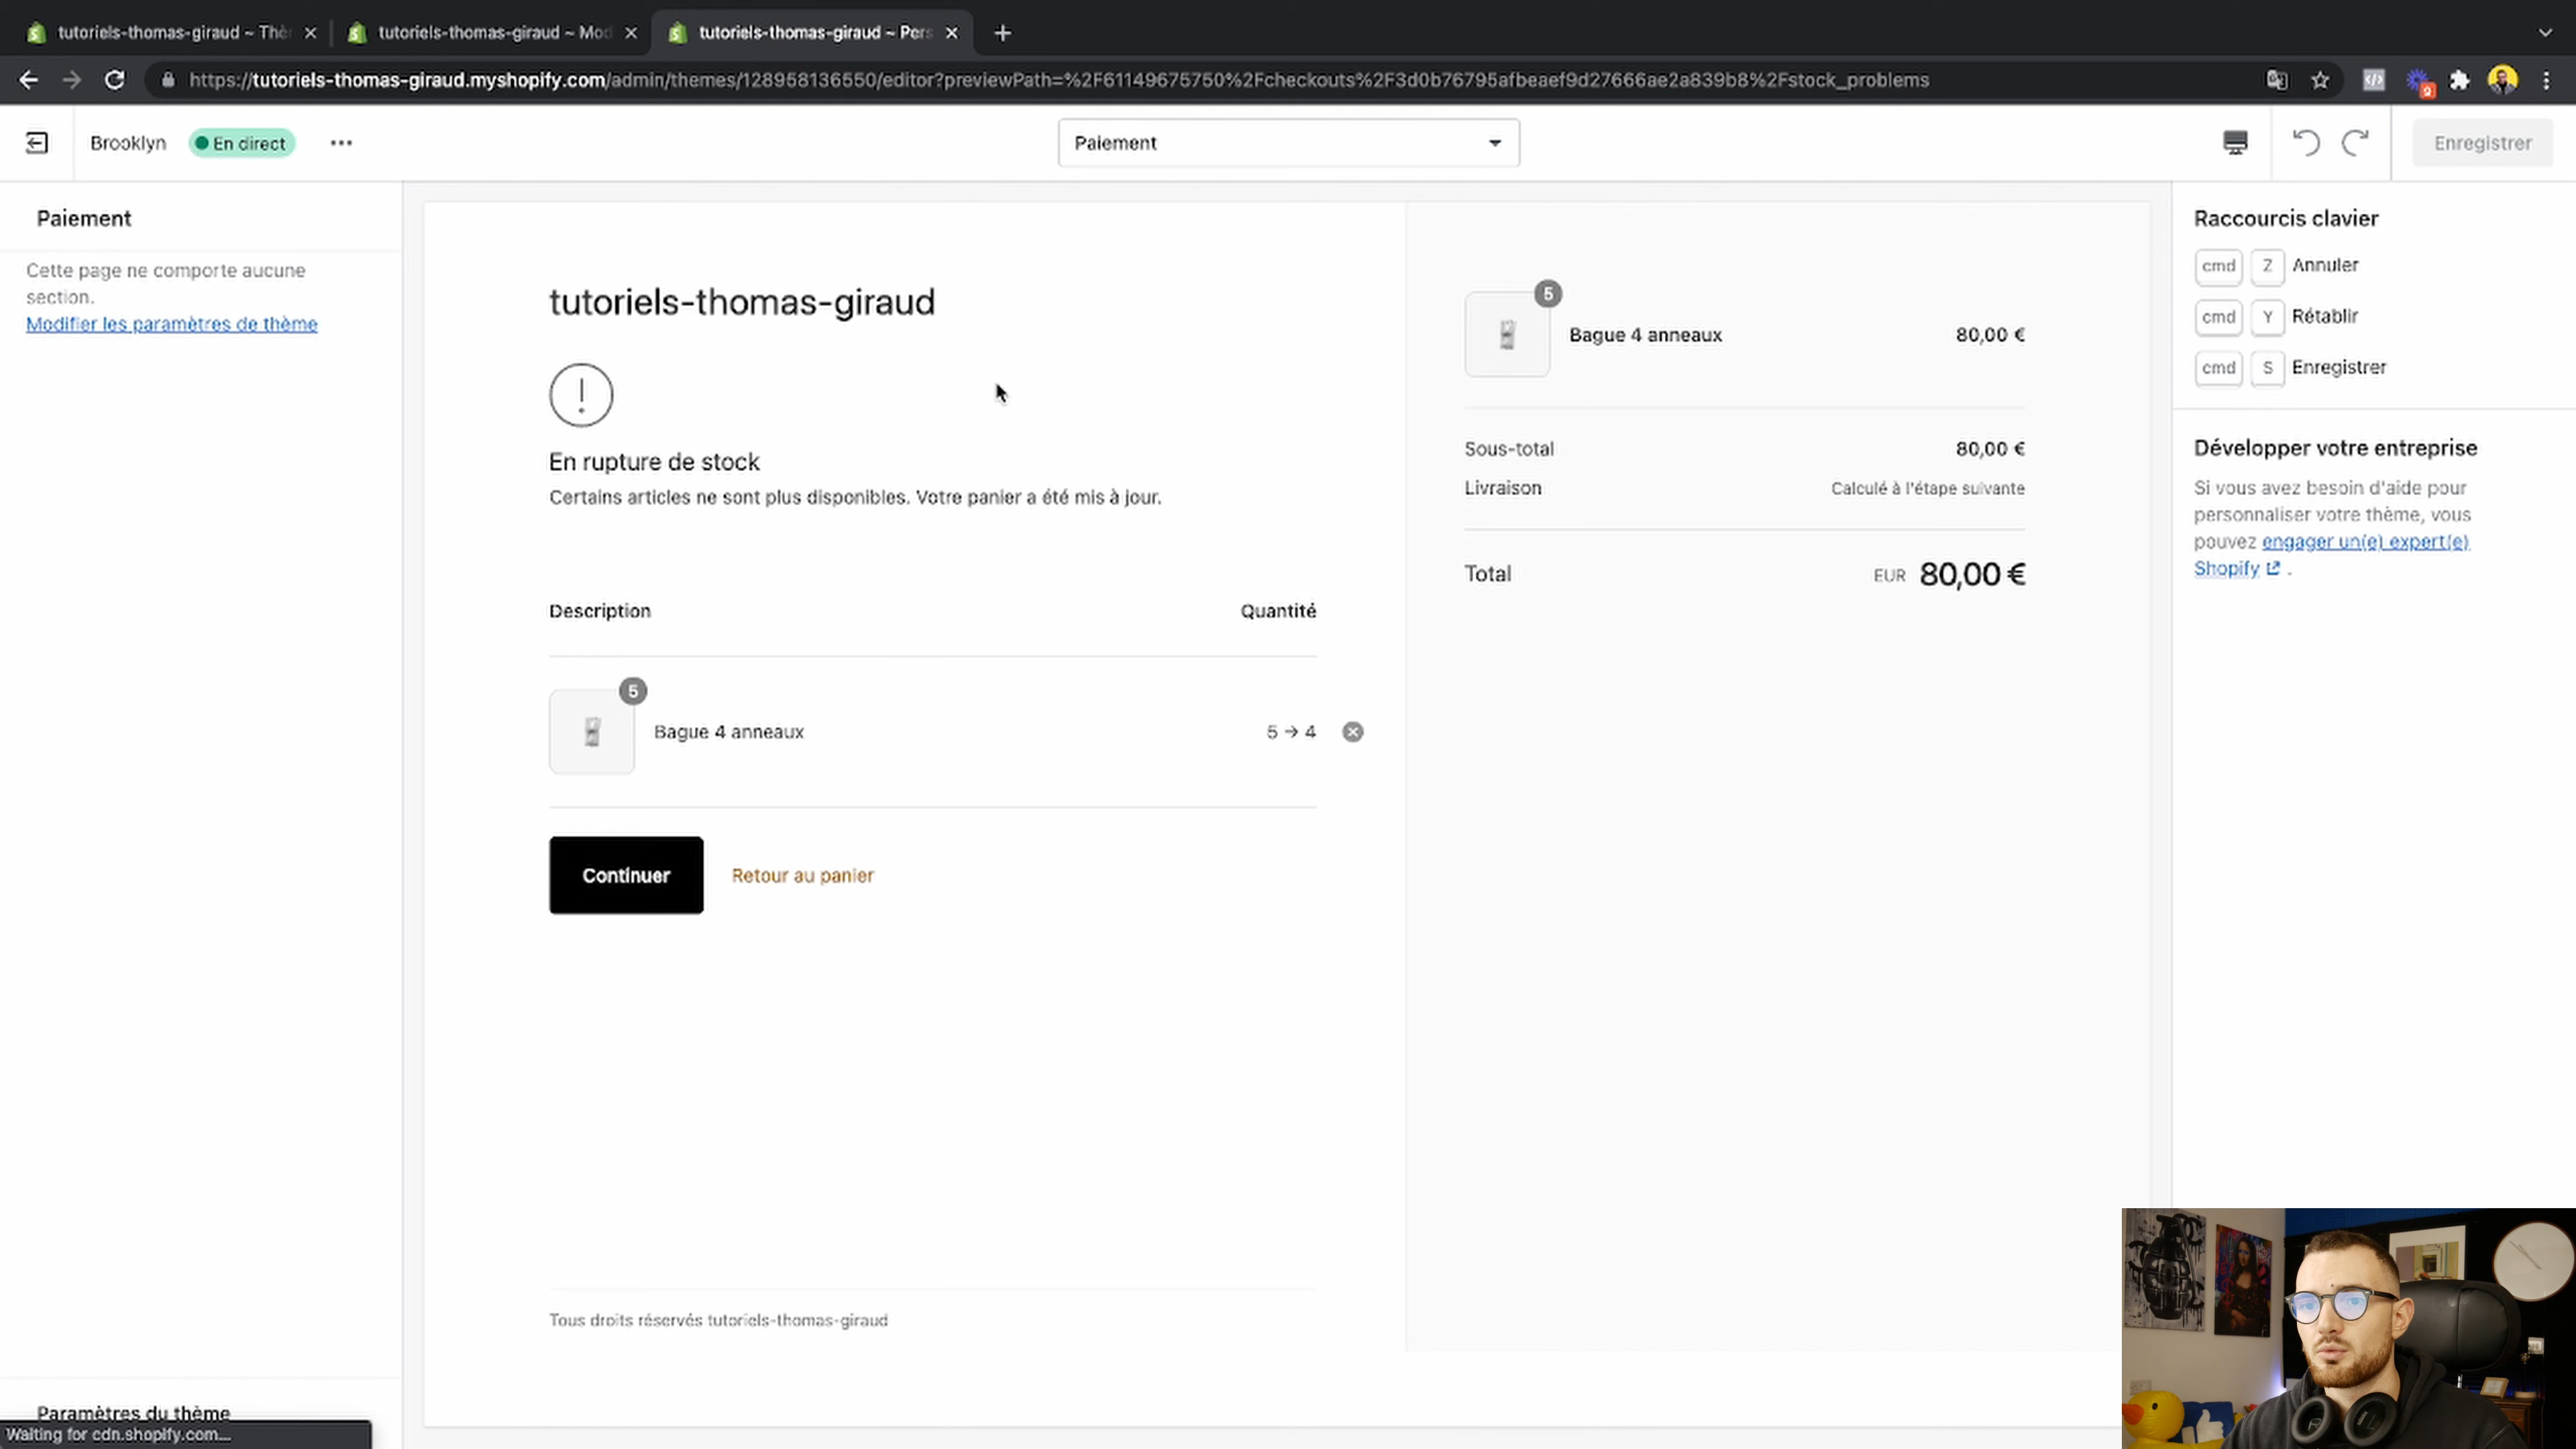 tutoriels-thomas-giraud ~ Thè
tutoriels-thomas-giraud ~ Mod
tutoriels-thomas-giraud ~ Pers
https://tutoriels-thomas-giraud.myshopify.com/admin/themes/128958136550/editor?previewPath=%2F61149675750%2Fcheckouts%2F3d0b76795afbeaef9d27666ae2a839b8%2Fstock_problems
9
Brooklyn
En direct
Paiement
Enregistrer
Paiement
Cette page ne comporte aucune
section.
Modifier les paramètres de thème
tutoriels-thomas-giraud
En rupture de stock
Certains articles ne sont plus disponibles. Votre panier a été mis à jour.
Description Quantité
5
Bague 4 anneaux 5 → 4
Continuer Retour au panier
Tous droits réservés tutoriels-thomas-giraud
5
Bague 4 anneaux 80,00 €
Sous-total 80,00 €
Livraison Calculé à l'étape suivante
Total EUR 80,00 €
Raccourcis clavier
cmd Z Annuler
cmd Y Rétablir
cmd S Enregistrer
Développer votre entreprise
Si vous avez besoin d'aide pour
personnaliser votre thème, vous
pouvez engager un(e) expert(e)
Shopify .
Paramètres du thème
Waiting for cdn.shopify.com...